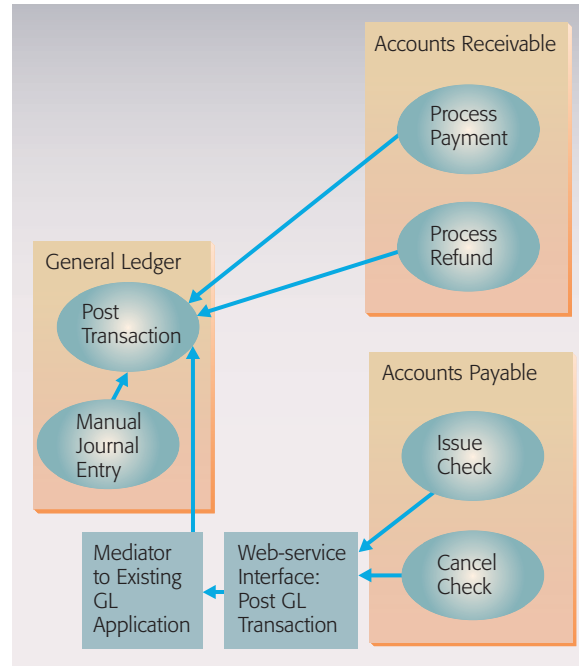 Accounts Receivable
Process
Payment
Process
Refund
General Ledger
Post
Transaction
Manual
Journal
Entry
Accounts Payable
Issue
Check
Cancel
Check
Mediator
to Existing
GL
Application
Web-service
Interface:
Post GL
Transaction